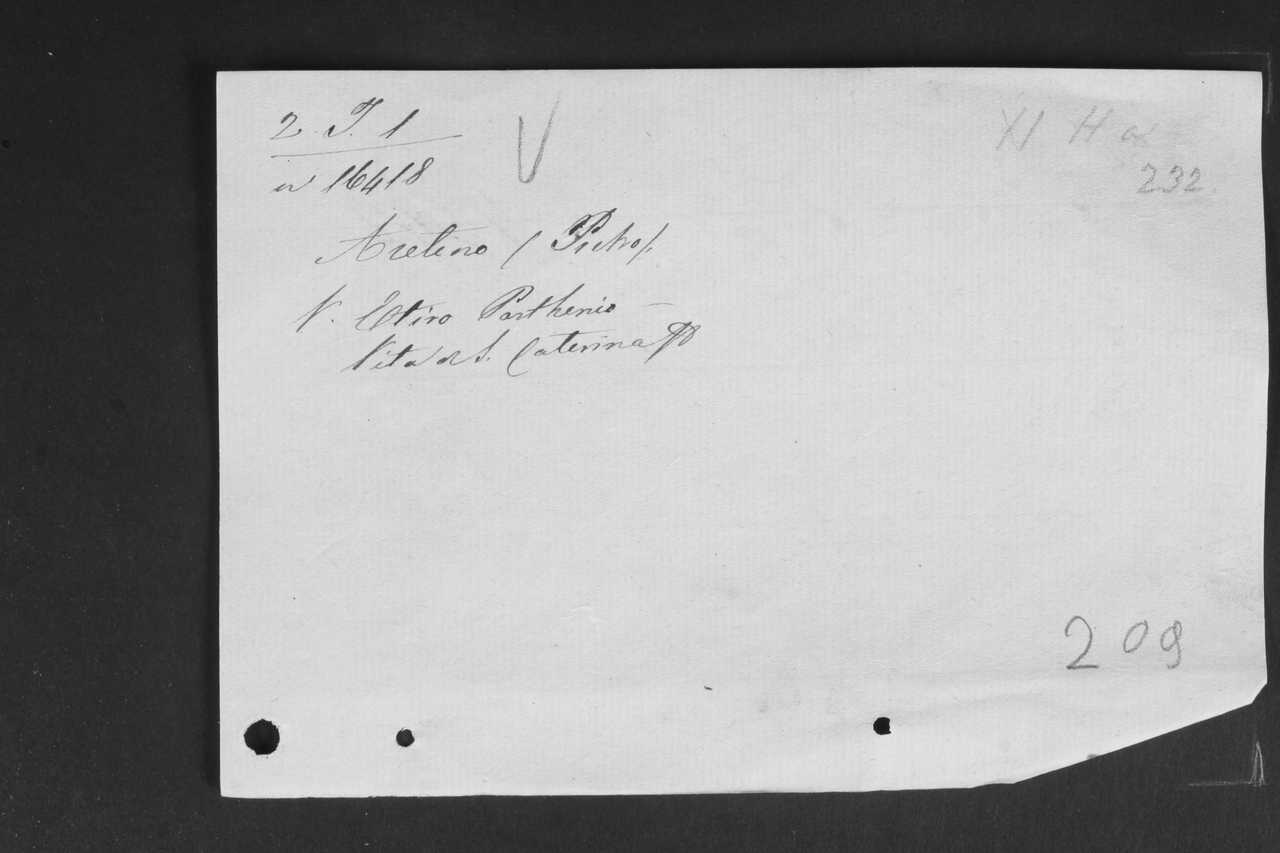 2. T. 1
16418
V
XI H α
232.
Aretino (Pietro).
V. Etiro Parthenio —
Vita di S. Caterina
209